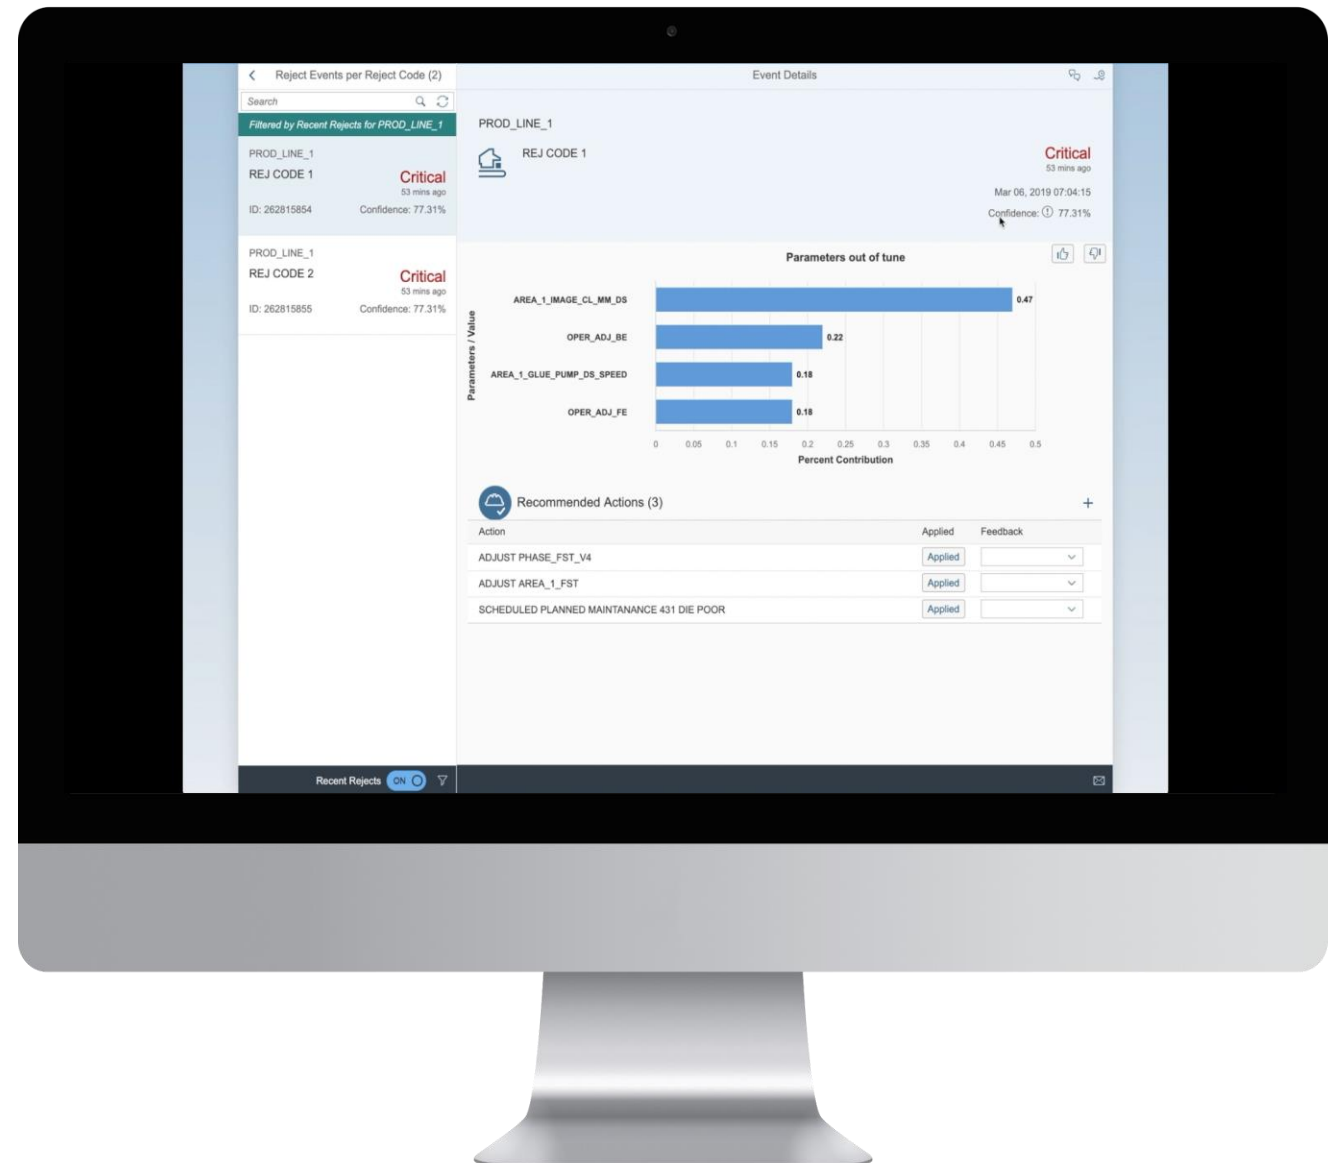 Reject Events per Reject Code (2)
Event Details
Search
Filtered by Recent Rejects for PROD_LINE_1
PROD_LINE_1
REJ CODE 1
Critical
53 mins ago
ID: 262815854
Confidence: 77.31%
PROD_LINE_1
REJ CODE 2
Critical
53 mins ago
ID: 262815855
Confidence: 77.31%
PROD_LINE_1
REJ CODE 1
Critical
53 mins ago
Mar 06, 2019 07:04:15
Confidence: 77.31%
Parameters out of tune
Parameters / Value
AREA_1_IMAGE_CL_MM_DS
0.47
OPER_ADJ_BE
0.22
AREA_1_GLUE_PUMP_DS_SPEED
0.18
OPER_ADJ_FE
0.18
0 0.05 0.1 0.15 0.2 0.25 0.3 0.35 0.4 0.45 0.5
Percent Contribution
Recommended Actions (3)
+
Action Applied Feedback
ADJUST PHASE_FST_V4 Applied
ADJUST AREA_1_FST Applied
SCHEDULED PLANNED MAINTANANCE 431 DIE POOR Applied
Recent Rejects ON